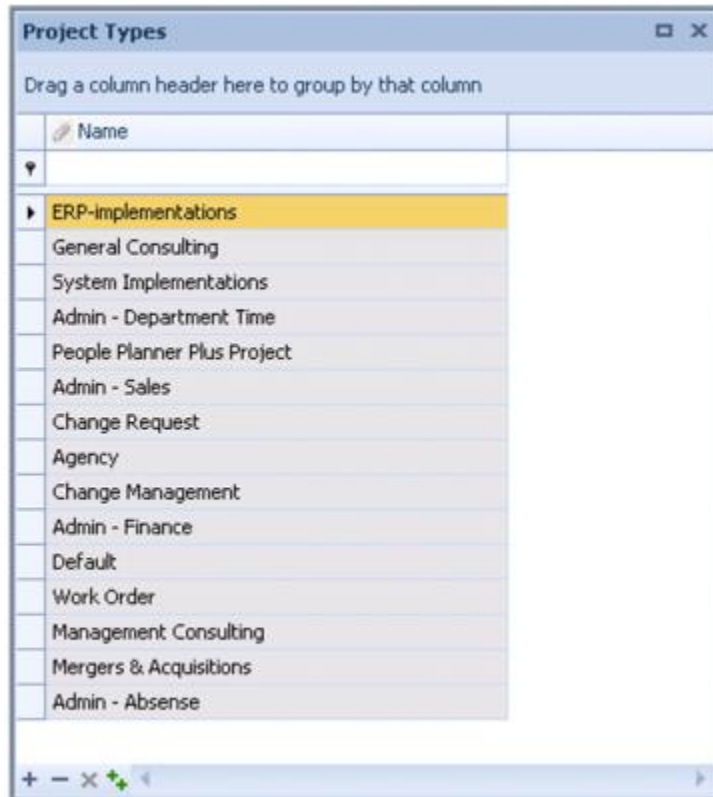 Project Types
Drag a column header here to group by that column
Name
ERP-implementations
General Consulting
System Implementations
Admin - Department Time
People Planner Plus Project
Admin - Sales
Change Request
Agency
Change Management
Admin - Finance
Default
Work Order
Management Consulting
Mergers & Acquisitions
Admin - Absense